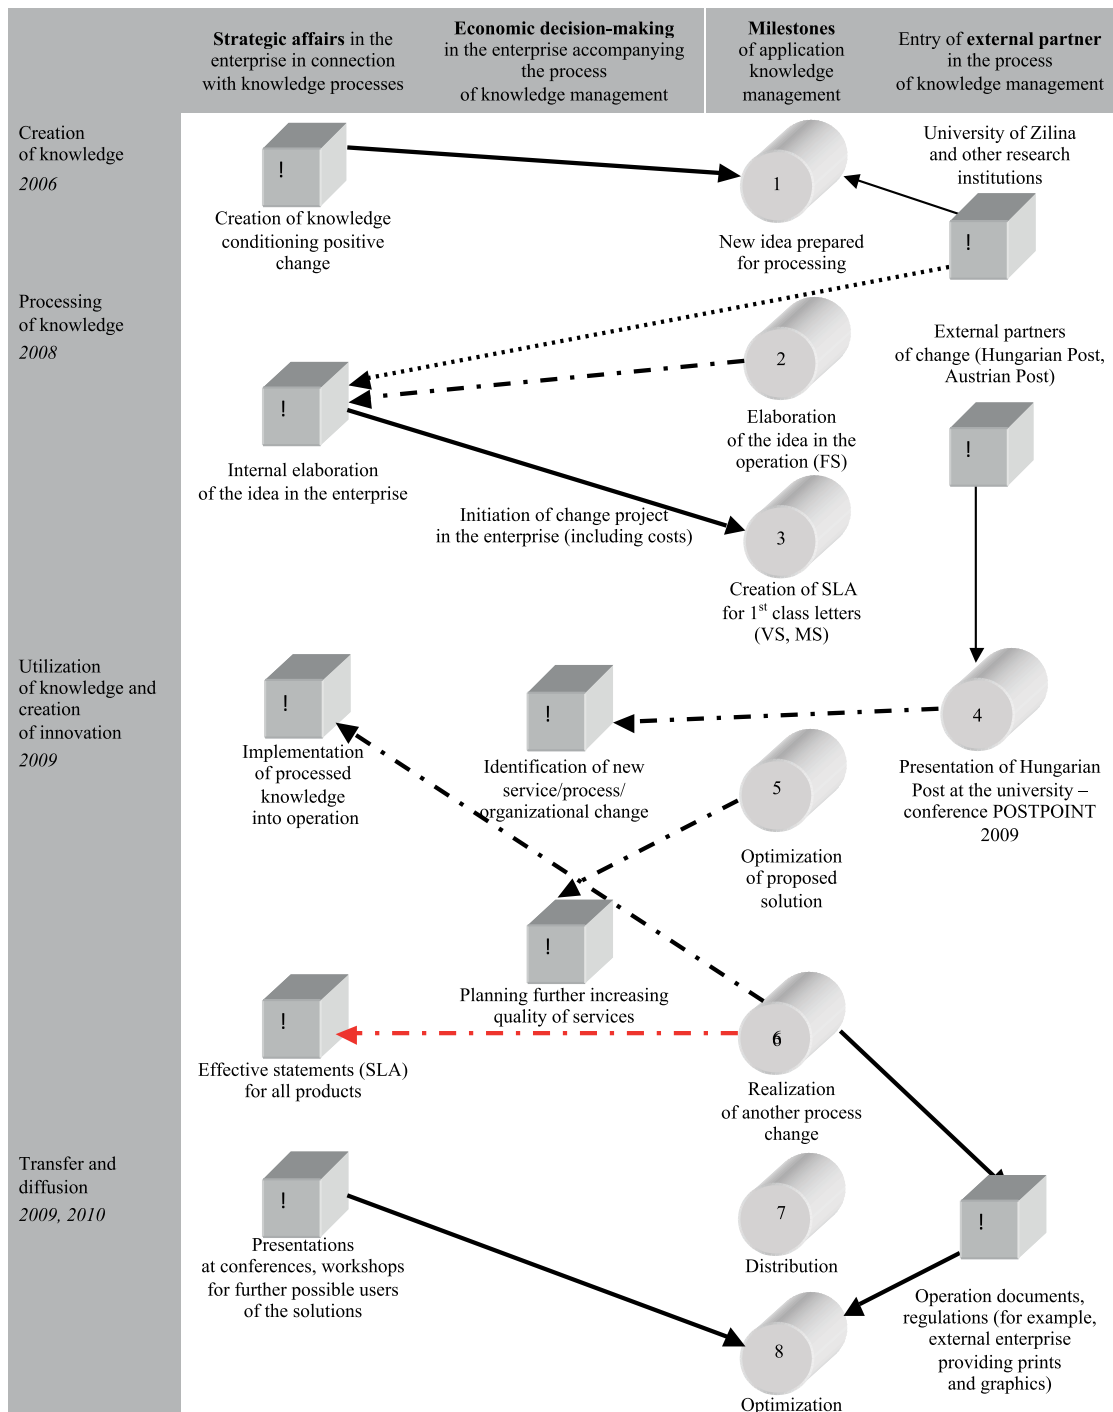 Strategic affairs in the
enterprise in connection
with knowledge processes
Economic decision-making
in the enterprise accompanying
the process
of knowledge management
Milestones
of application
knowledge
management
Entry of external partner
in the process
of knowledge management
Creation
of knowledge
2006
!
Creation of knowledge
conditioning positive
change
1
New idea prepared
for processing
University of Zilina
and other research
institutions
!
Processing
of knowledge
2008
!
Internal elaboration
of the idea in the enterprise
Initiation of change project
in the enterprise (including costs)
2
Elaboration
of the idea in the
operation (FS)
3
Creation of SLA
for 1st class letters
(VS, MS)
External partners
of change (Hungarian Post,
Austrian Post)
!
Utilization
of knowledge and
creation
of innovation
2009
!
Implementation
of processed
knowledge
into operation
!
Identification of new
service/process/
organizational change
4
Presentation of Hungarian
Post at the university –
conference POSTPOINT
2009
5
Optimization
of proposed
solution
!
Planning further increasing
quality of services
!
Effective statements (SLA)
for all products
6
Realization
of another process
change
Transfer and
diffusion
2009, 2010
!
Presentations
at conferences, workshops
for further possible users
of the solutions
7
Distribution
8
Optimization
!
Operation documents,
regulations (for example,
external enterprise
providing prints
and graphics)